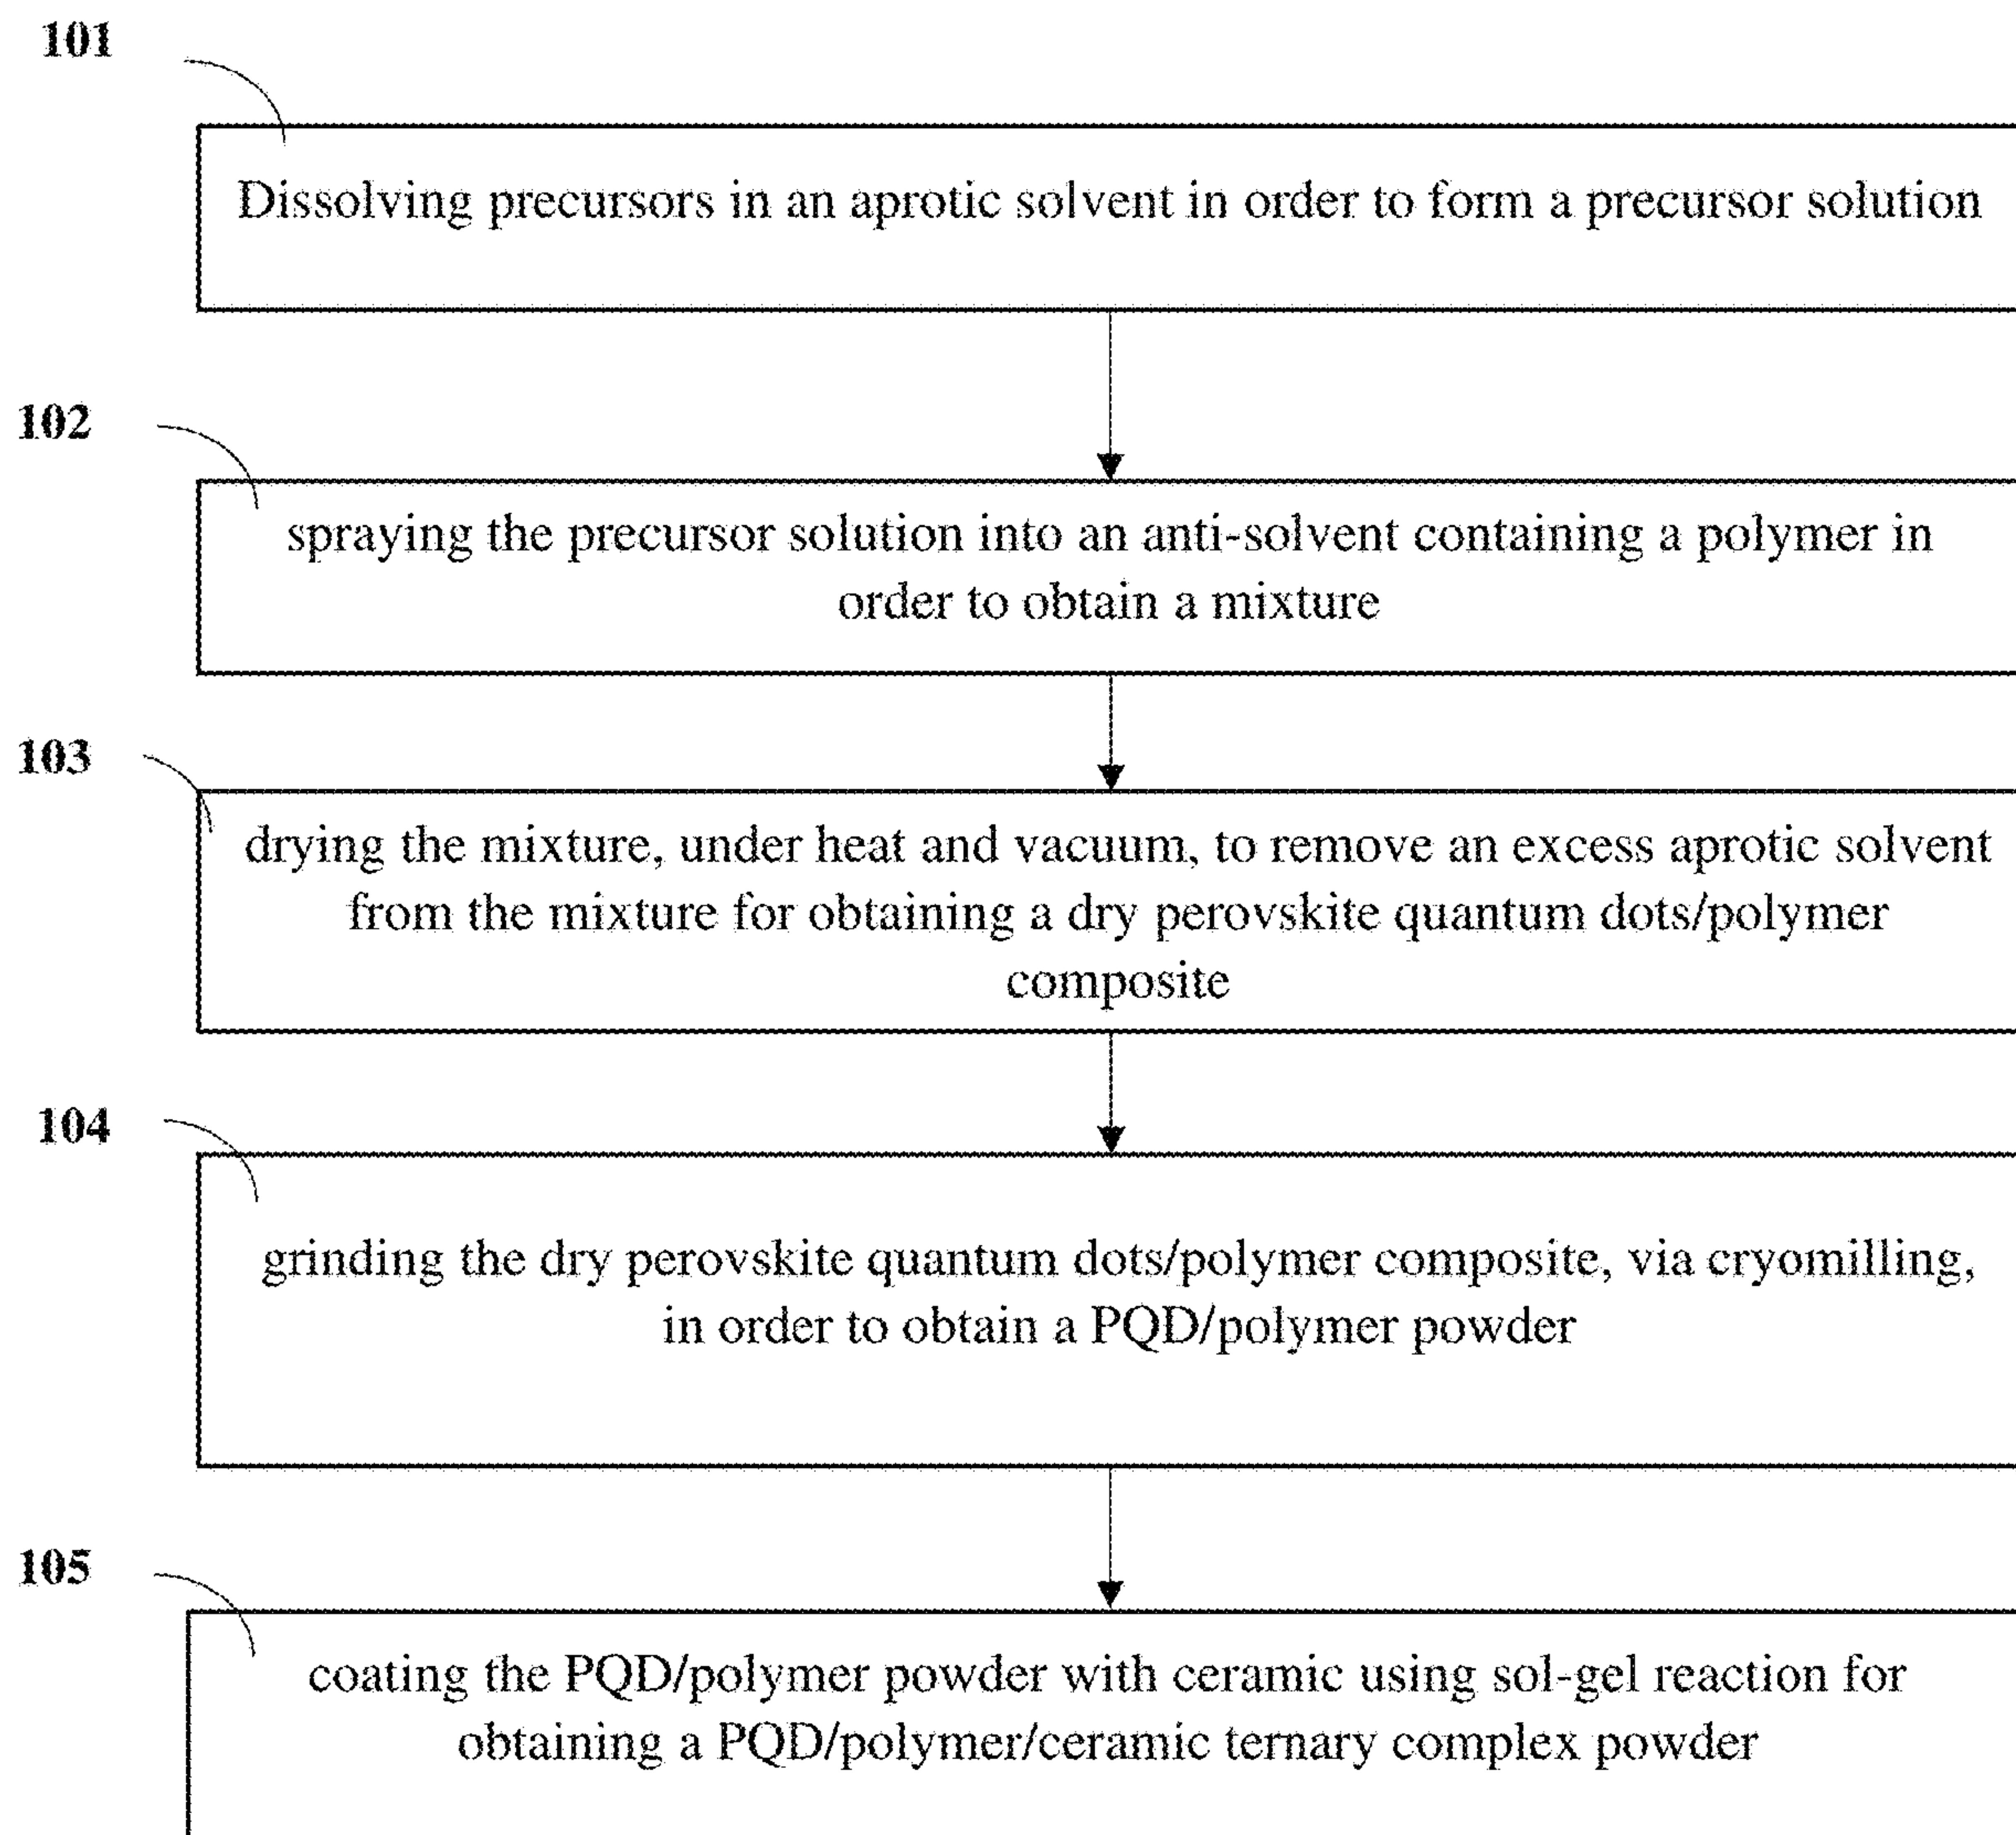 101
Dissolving precursors in an aprotic solvent in order to form a precursor solution
102
spraying the precursor solution into an anti-solvent containing a polymer in
order to obtain a mixture
103
drying the mixture, under heat and vacuum, to remove an excess aprotic solvent
from the mixture for obtaining a dry perovskite quantum dots/polymer
composite
104
grinding the dry perovskite quantum dots/polymer composite, via cryomilling,
in order to obtain a PQD/polymer powder
105
coating the PQD/polymer powder with ceramic using sol-gel reaction for
obtaining a PQD/polymer/ceramic ternary complex powder